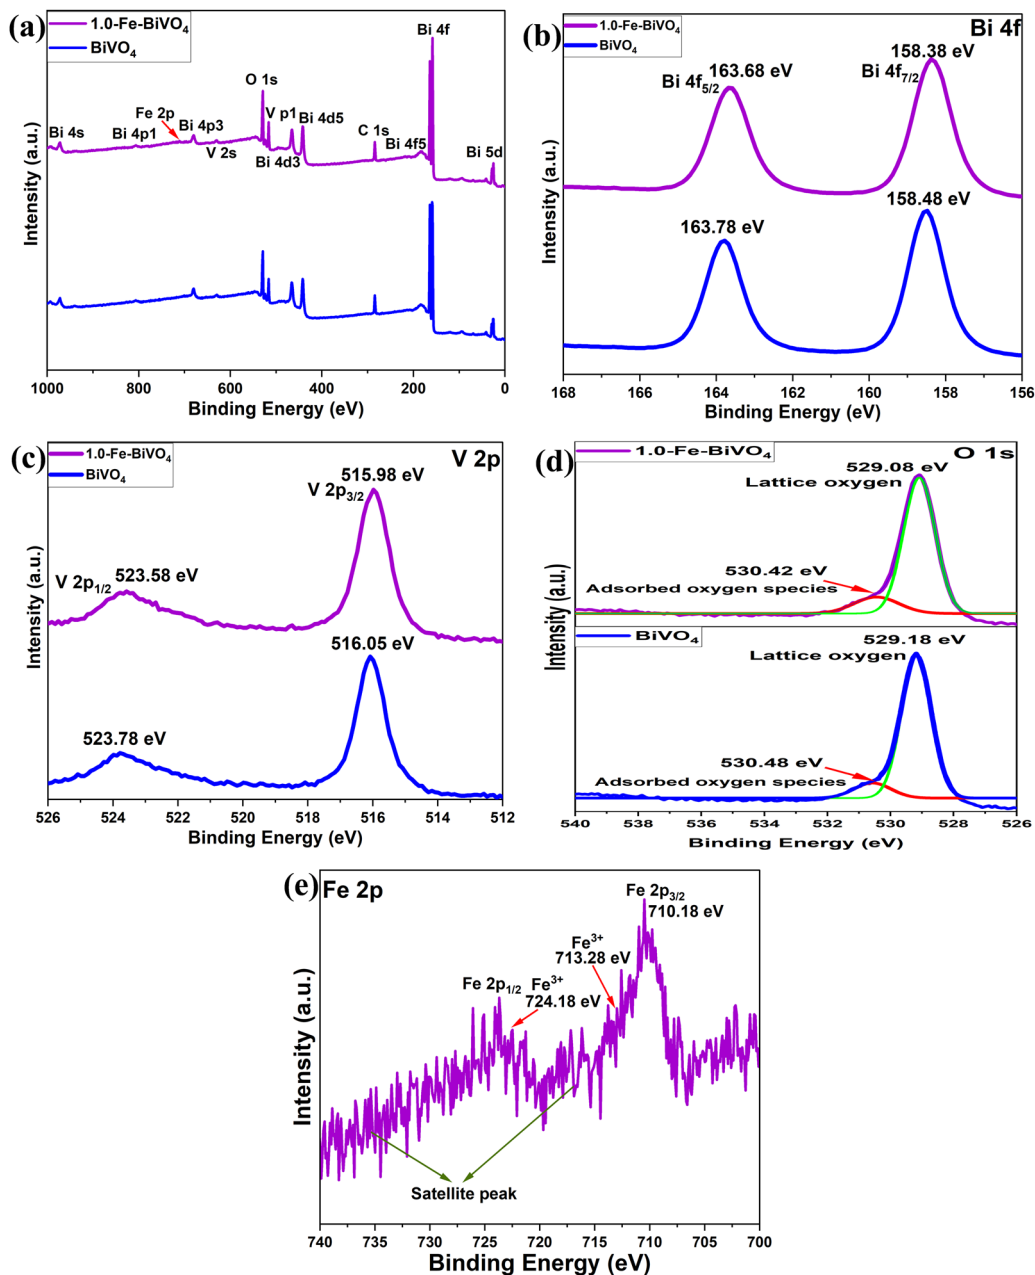 (a)
1.0-Fe-BiVO4
BiVO4
Bi 4f
O 1s
Fe 2p
V p1
Bi 4d5
Bi 4s
Bi 4p1
Bi 4p3
V 2s
Bi 4d3
C 1s
Bi 4f5
Bi 5d
Intensity (a.u.)
1000 800 600 400 200 0
Binding Energy (eV)
(b)
1.0-Fe-BiVO4
BiVO4
Bi 4f
163.68 eV
Bi 4f5/2
158.38 eV
Bi 4f7/2
163.78 eV
158.48 eV
Intensity (a.u.)
168 166 164 162 160 158 156
Binding Energy (eV)
(c)
1.0-Fe-BiVO4
BiVO4
V 2p
515.98 eV
V 2p3/2
V 2p1/2
523.58 eV
516.05 eV
523.78 eV
Intensity (a.u.)
526 524 522 520 518 516 514 512
Binding Energy (eV)
(d)
1.0-Fe-BiVO4
O 1s
529.08 eV
Lattice oxygen
530.42 eV
Adsorbed oxygen species
BiVO4
529.18 eV
Lattice oxygen
530.48 eV
Adsorbed oxygen species
Intensity (a.u.)
540 538 536 534 532 530 528 526
Binding Energy (eV)
(e)
Fe 2p
Fe 2p3/2
710.18 eV
Fe3+
713.28 eV
Fe 2p1/2
Fe3+
724.18 eV
Satellite peak
Intensity (a.u.)
740 735 730 725 720 715 710 705 700
Binding Energy (eV)